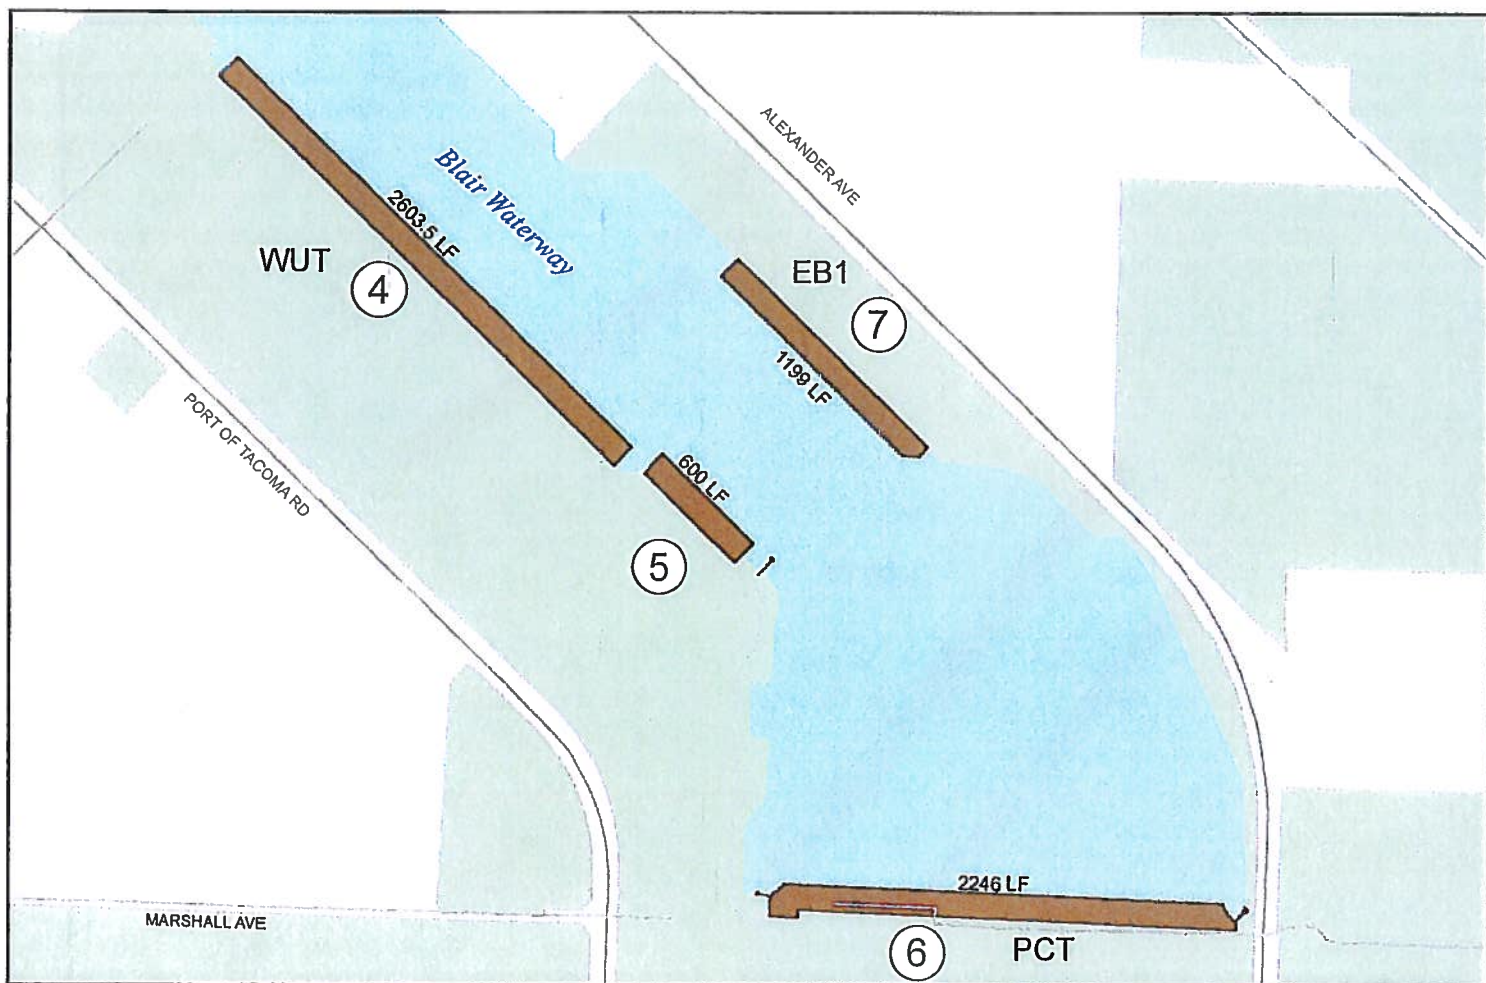 ALEXANDER AVE
Blair Waterway
2603.5 LF
WUT
4
EB1
7
1199 LF
PORT OF TACOMA RD
600 LF
5
2246 LF
MARSHALL AVE
6
PCT